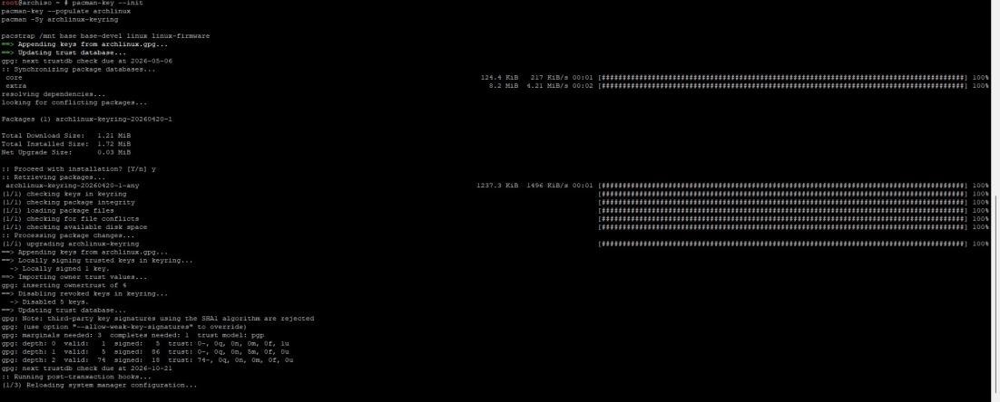 root@archiso ~ # pacman-key --init
pacman-key --populate archlinux
pacman -Sy archlinux-keyring
pacstrap /mnt base base-devel linux linux-firmware
==> Appending keys from archlinux.gpg...
==> Updating trust database...
gpg: next trustdb check due at 2026-05-06
:: Synchronizing package databases...
core 124.4 KiB 217 KiB/s 00:01 [######################################################################] 100%
extra 8.2 MiB 4.21 MiB/s 00:02 [######################################################################] 100%
resolving dependencies...
looking for conflicting packages...
Packages (1) archlinux-keyring-20260420-1
Total Download Size: 1.21 MiB
Total Installed Size: 1.72 MiB
Net Upgrade Size: 0.03 MiB
:: Proceed with installation? [Y/n] y
:: Retrieving packages...
archlinux-keyring-20260420-1-any 1237.3 KiB 1496 KiB/s 00:01 [######################################################################] 100%
(1/1) checking keys in keyring [######################################################################] 100%
(1/1) checking package integrity [######################################################################] 100%
(1/1) loading package files [######################################################################] 100%
(1/1) checking for file conflicts [######################################################################] 100%
(1/1) checking available disk space [######################################################################] 100%
:: Processing package changes...
(1/1) upgrading archlinux-keyring [######################################################################] 100%
==> Appending keys from archlinux.gpg...
==> Locally signing trusted keys in keyring...
-> Locally signed 1 key.
==> Importing owner trust values...
gpg: inserting ownertrust of 4
==> Disabling revoked keys in keyring...
-> Disabled 5 keys.
==> Updating trust database...
gpg: Note: third-party key signatures using the SHA1 algorithm are rejected
gpg: (use option "--allow-weak-key-signatures" to override)
gpg: marginals needed: 3 completes needed: 1 trust model: pgp
gpg: depth: 0 valid: 1 signed: 5 trust: 0-, 0q, 0n, 0m, 0f, 1u
gpg: depth: 1 valid: 5 signed: 86 trust: 0-, 0q, 0n, 5m, 0f, 0u
gpg: depth: 2 valid: 74 signed: 18 trust: 74-, 0q, 0n, 0m, 0f, 0u
gpg: next trustdb check due at 2026-10-21
:: Running post-transaction hooks...
(1/3) Reloading system manager configuration...